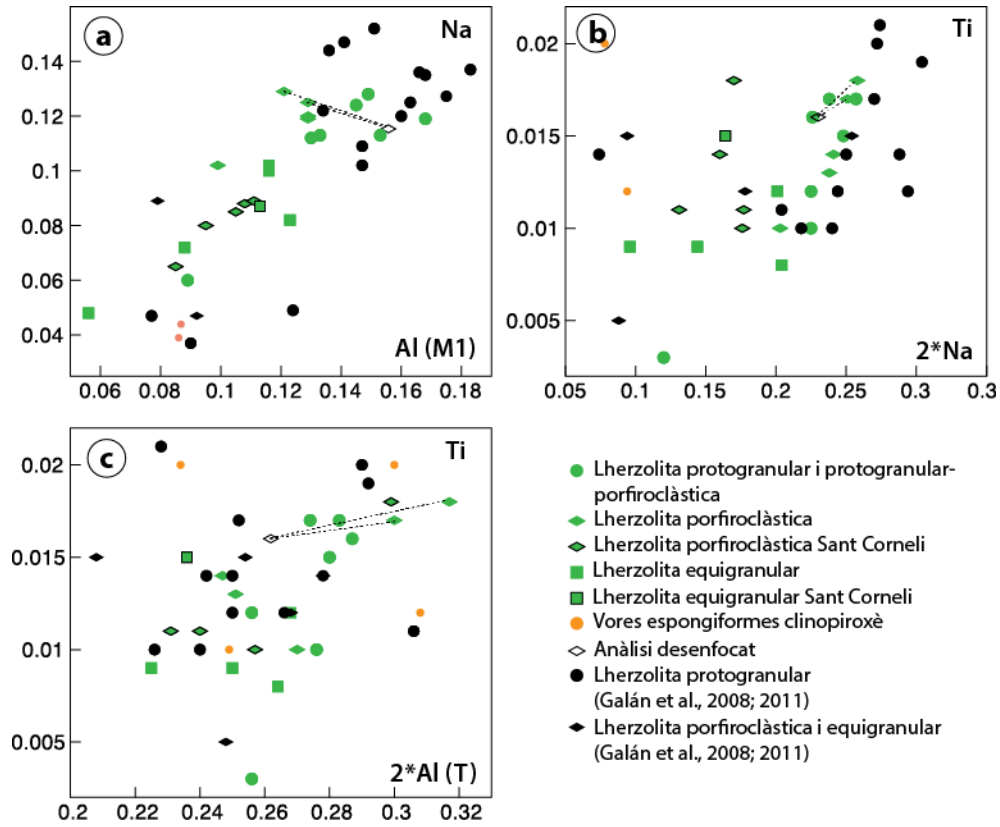 a
Na
0.14
0.12
0.1
0.08
0.06
0.04
Al (M1)
0.06
0.08
0.1
0.12
0.14
0.16
0.18
b
Ti
0.02
0.015
0.01
0.005
2*Na
0.05
0.1
0.15
0.2
0.25
0.3
0.3
c
Ti
0.02
0.015
0.01
0.005
2*Al (T)
0.2
0.22
0.24
0.26
0.28
0.3
0.32
Lherzolita protogranular i protogranular-
porfiroclàstica
Lherzolita porfiroclàstica
Lherzolita porfiroclàstica Sant Corneli
Lherzolita equigranular
Lherzolita equigranular Sant Corneli
Vores espongiformes clinopiroxè
Anàlisi desenfocat
Lherzolita protogranular
(Galán et al., 2008; 2011)
Lherzolita porfiroclàstica i equigranular
(Galán et al., 2008; 2011)